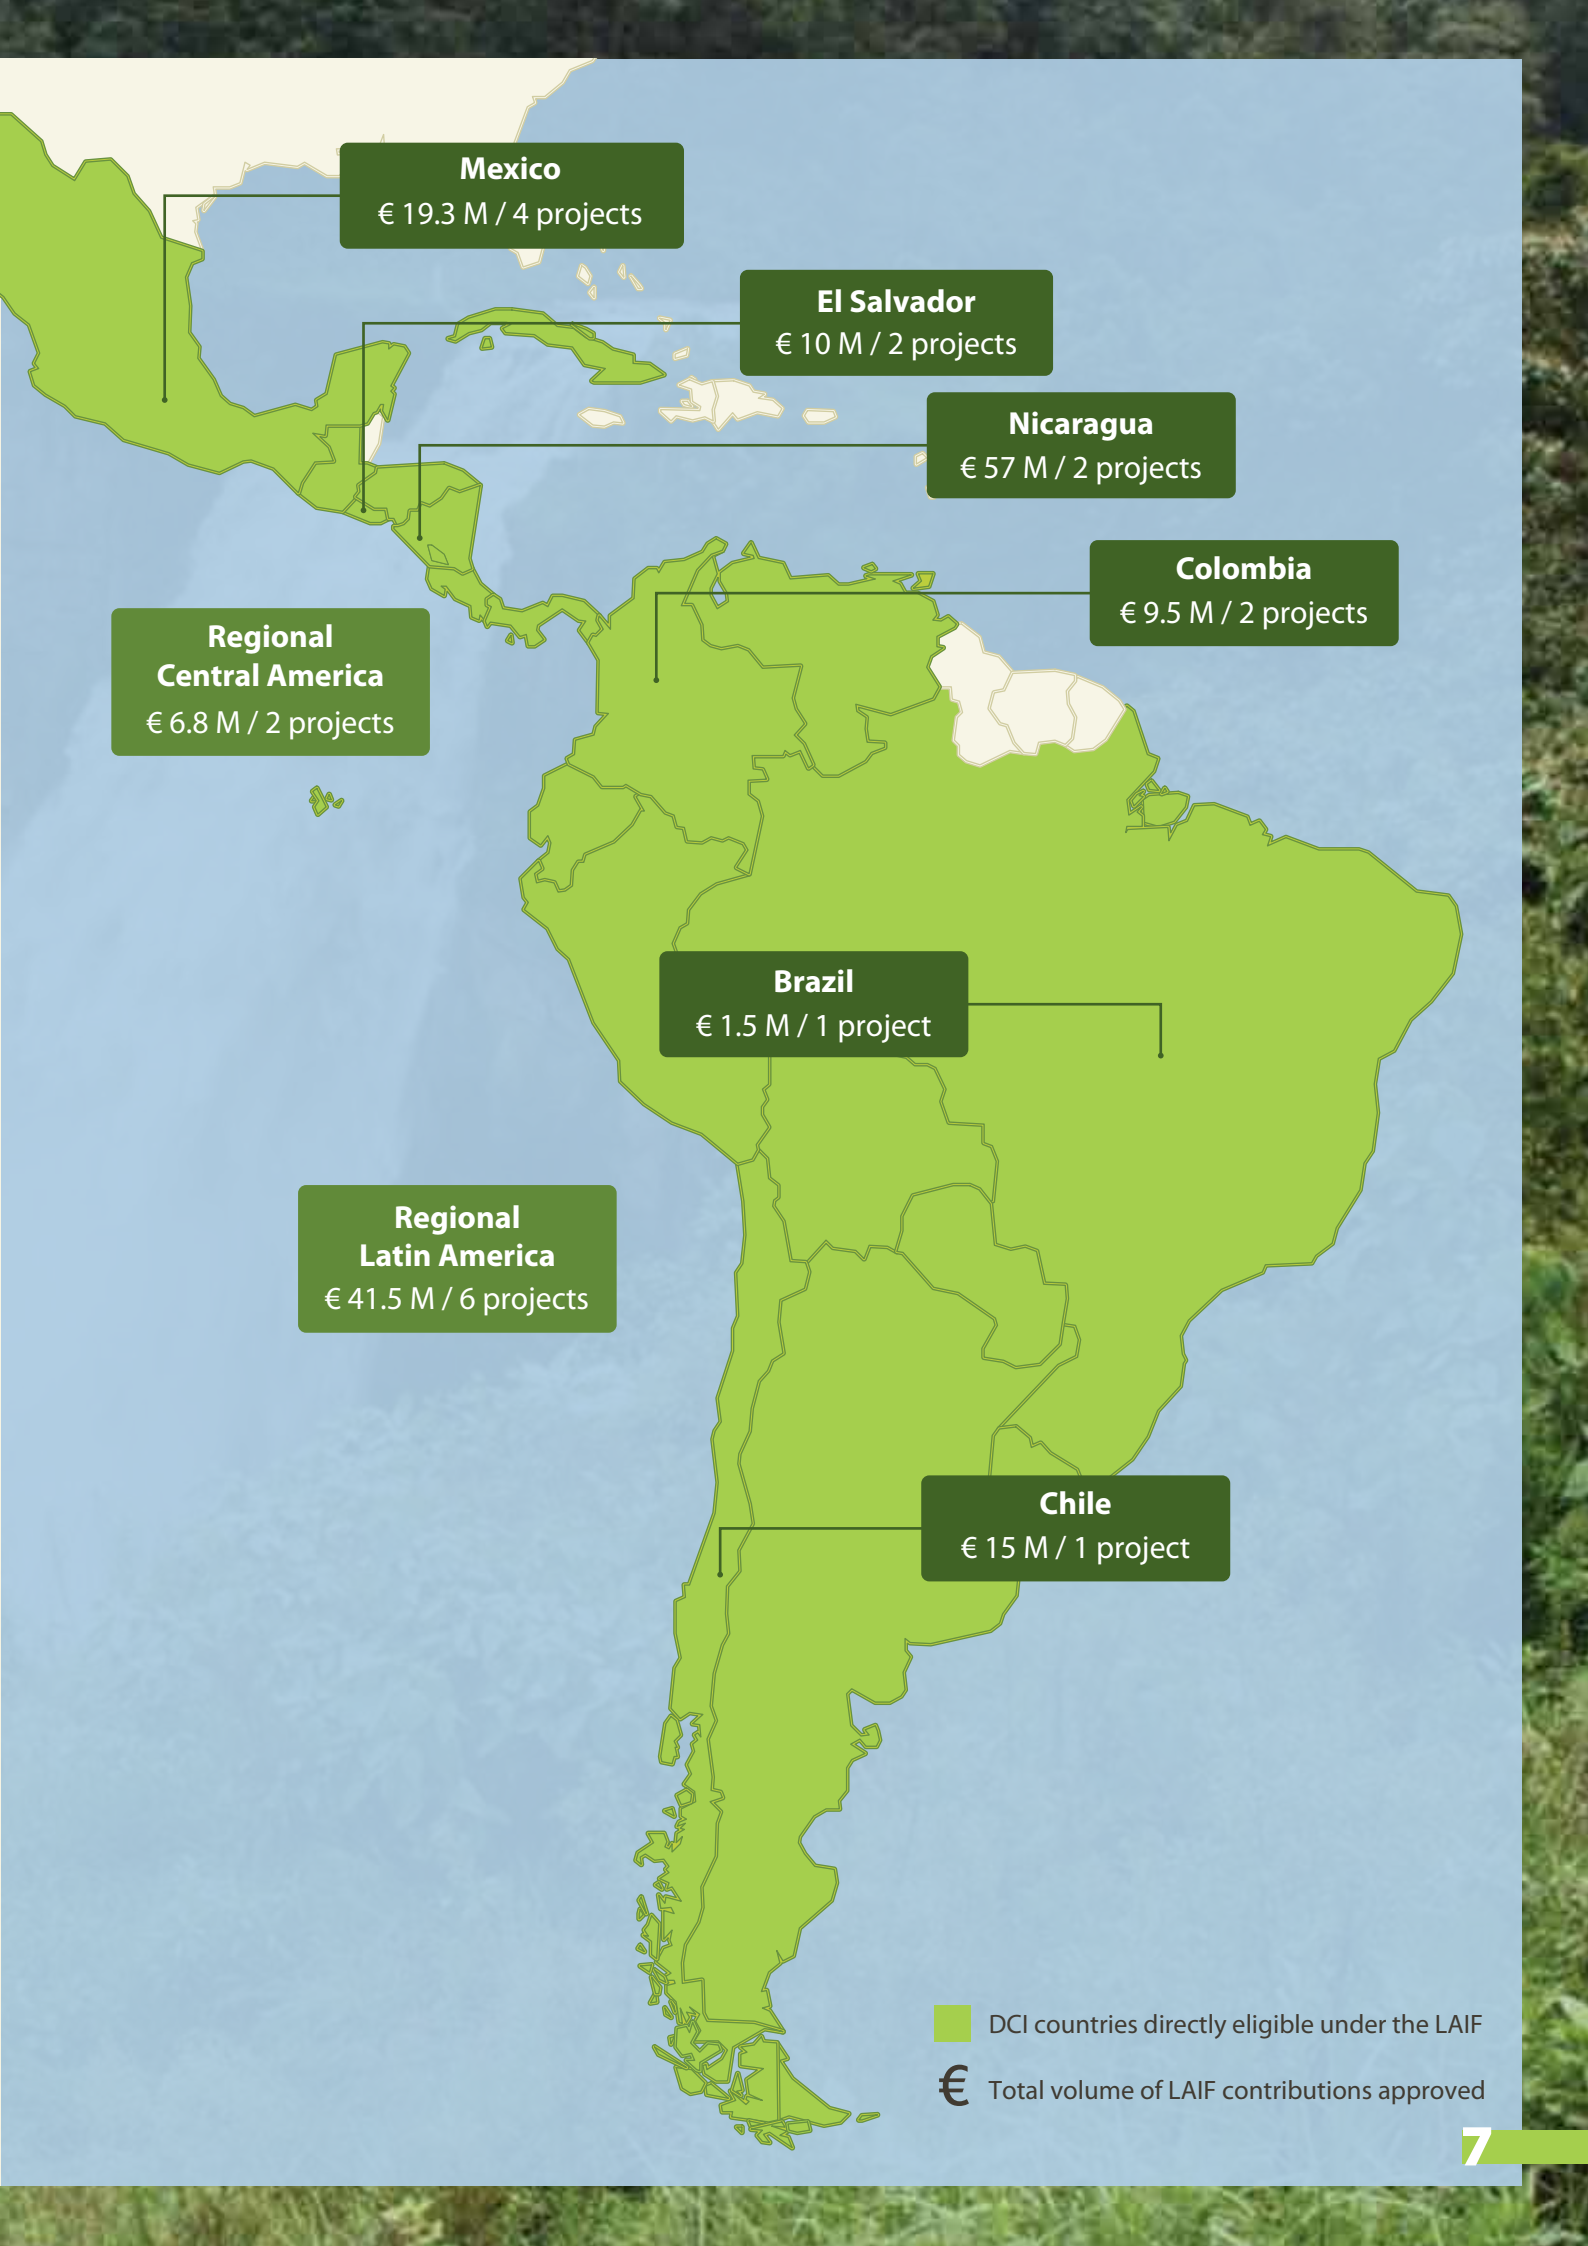 Mexico
€ 19.3 M / 4 projects
El Salvador
€ 10 M / 2 projects
Nicaragua
€ 57 M / 2 projects
Colombia
€ 9.5 M / 2 projects
Regional
Central America
€ 6.8 M / 2 projects
Brazil
€ 1.5 M / 1 project
Regional
Latin America
€ 41.5 M / 6 projects
Chile
€ 15 M / 1 project
DCI countries directly eligible under the LAIF
€ Total volume of LAIF contributions approved
7